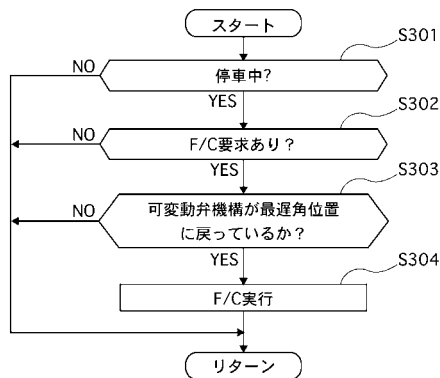 スタート
S301
停車中?
NO
YES
S302
F/C要求あり？
NO
YES
S303
可変動弁機構が最遅角位置
に戻っているか？
NO
YES
S304
F/C実行
リターン